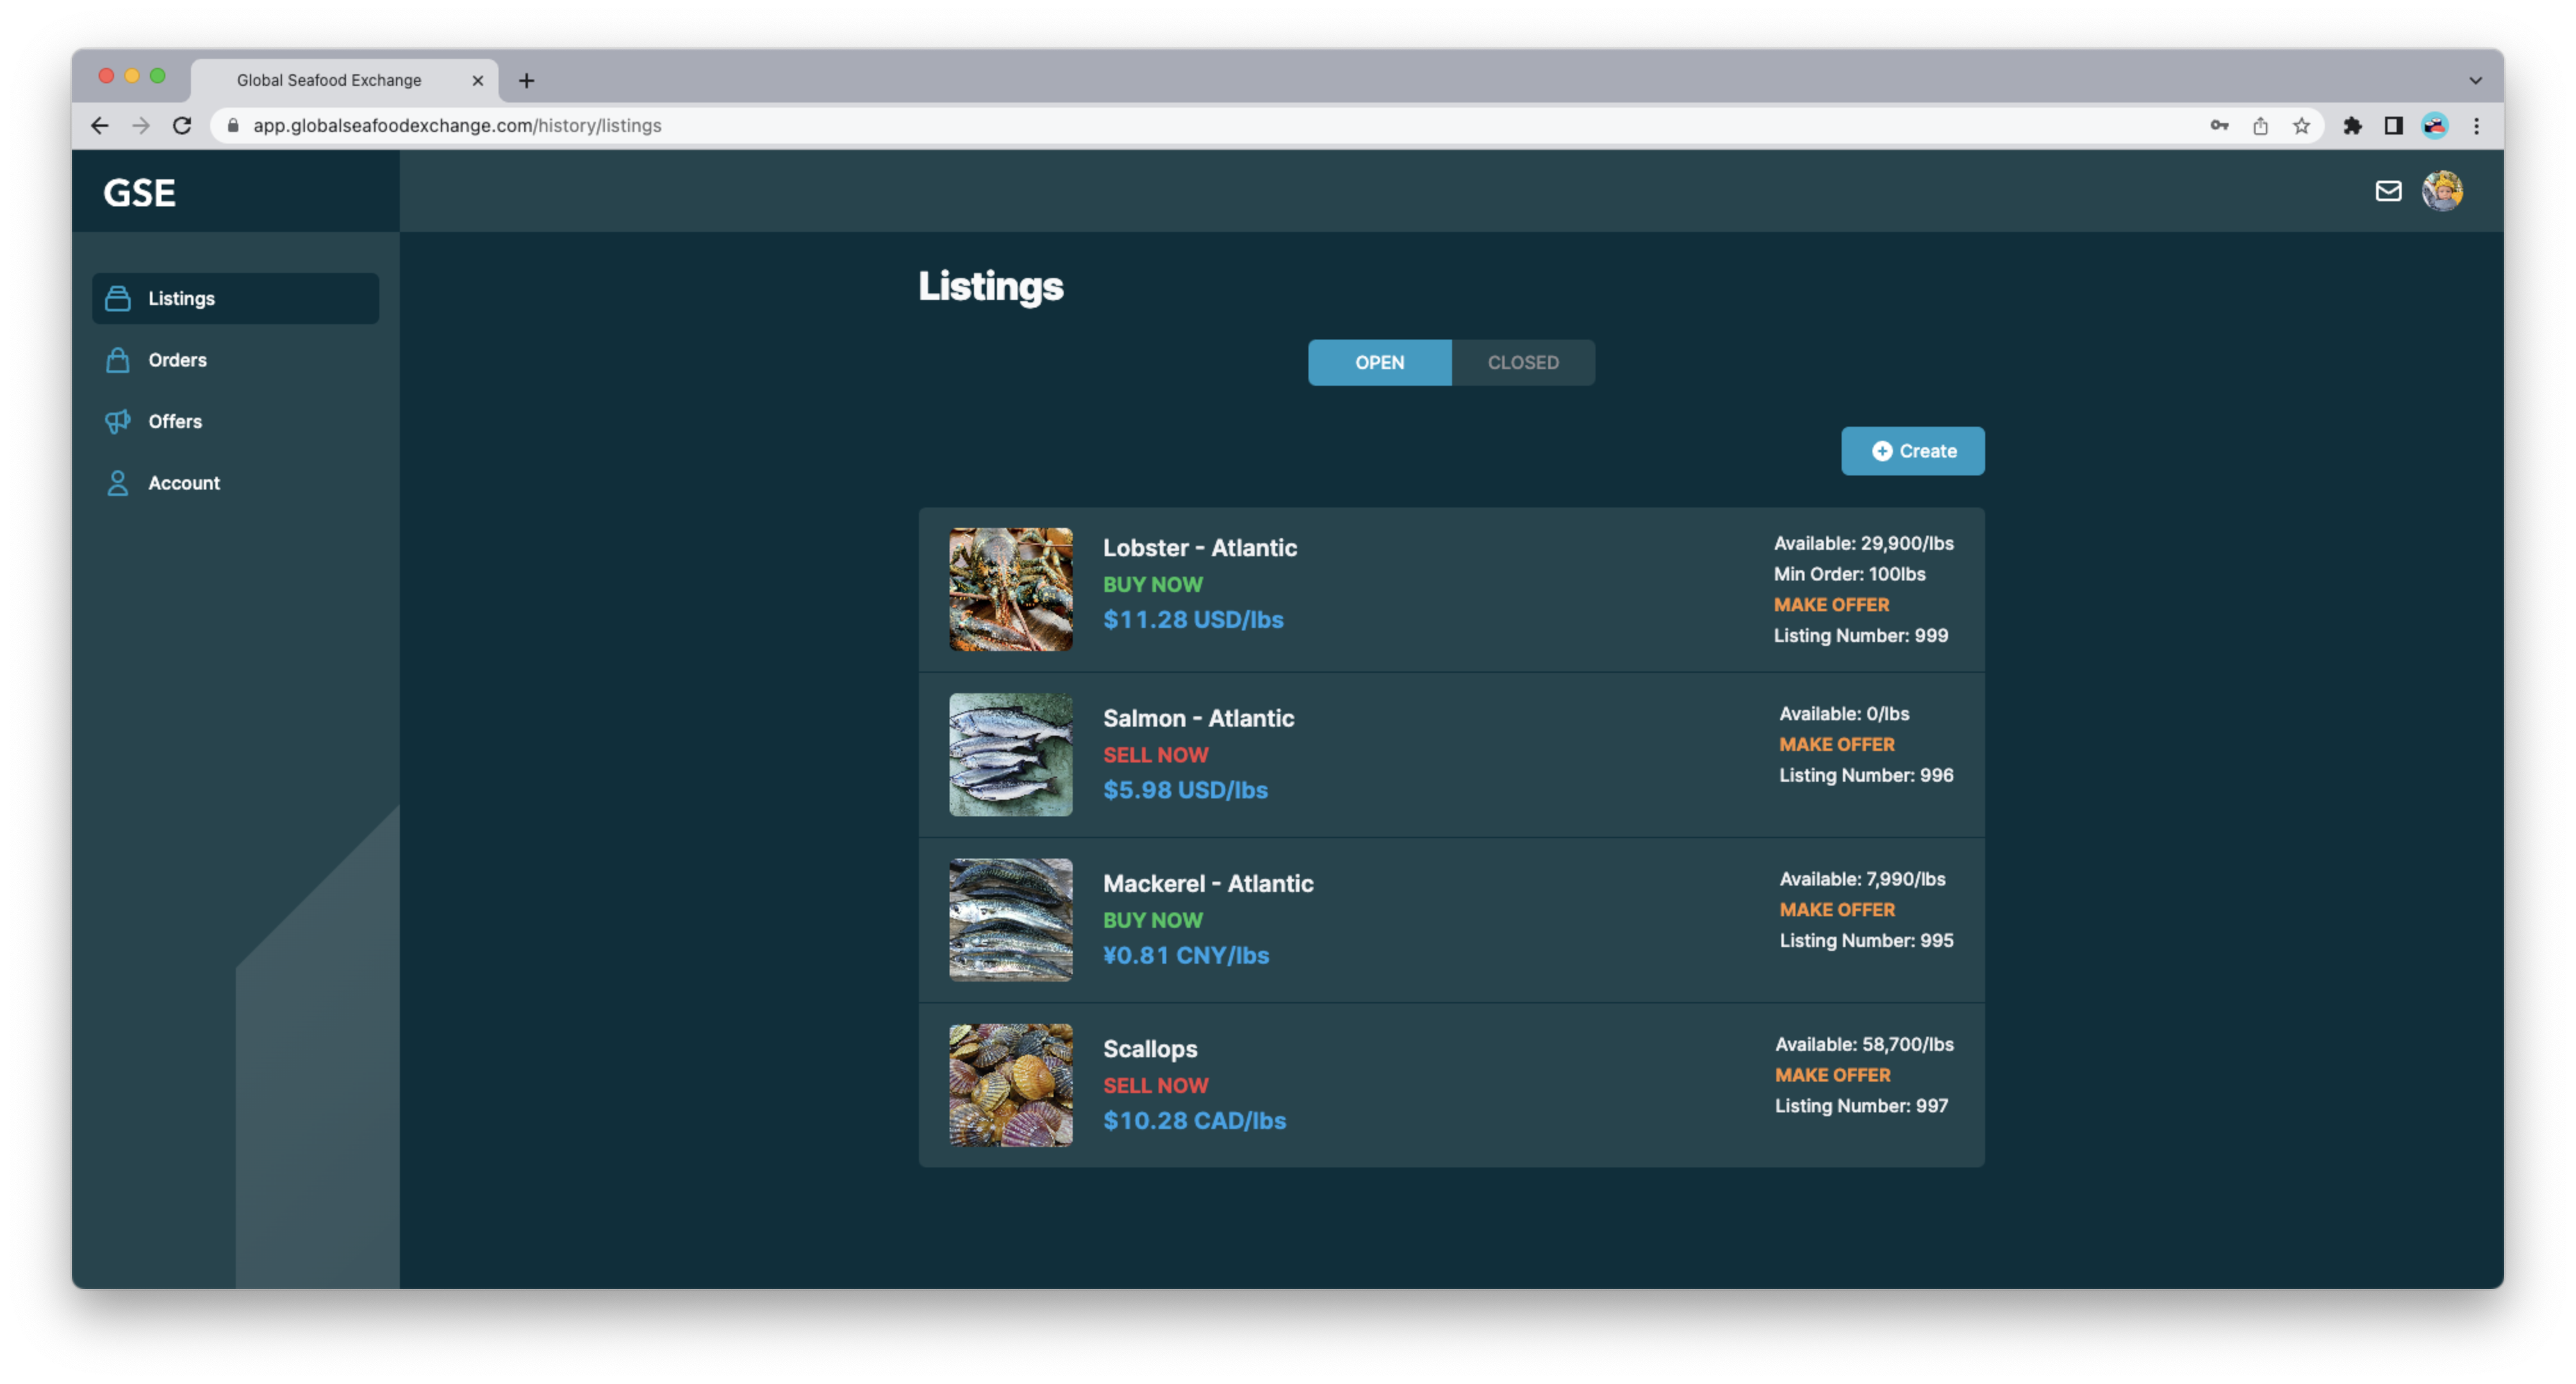 Global Seafood Exchange
app.globalseafoodexchange.com/history/listings
GSE
Listings
Orders
Offers
Account
Listings
OPEN CLOSED
Create
Lobster - Atlantic
BUY NOW
$11.28 USD/lbs
Available: 29,900/lbs
Min Order: 100lbs
MAKE OFFER
Listing Number: 999
Salmon - Atlantic
SELL NOW
$5.98 USD/lbs
Available: 0/lbs
MAKE OFFER
Listing Number: 996
Mackerel - Atlantic
BUY NOW
¥0.81 CNY/lbs
Available: 7,990/lbs
MAKE OFFER
Listing Number: 995
Scallops
SELL NOW
$10.28 CAD/lbs
Available: 58,700/lbs
MAKE OFFER
Listing Number: 997